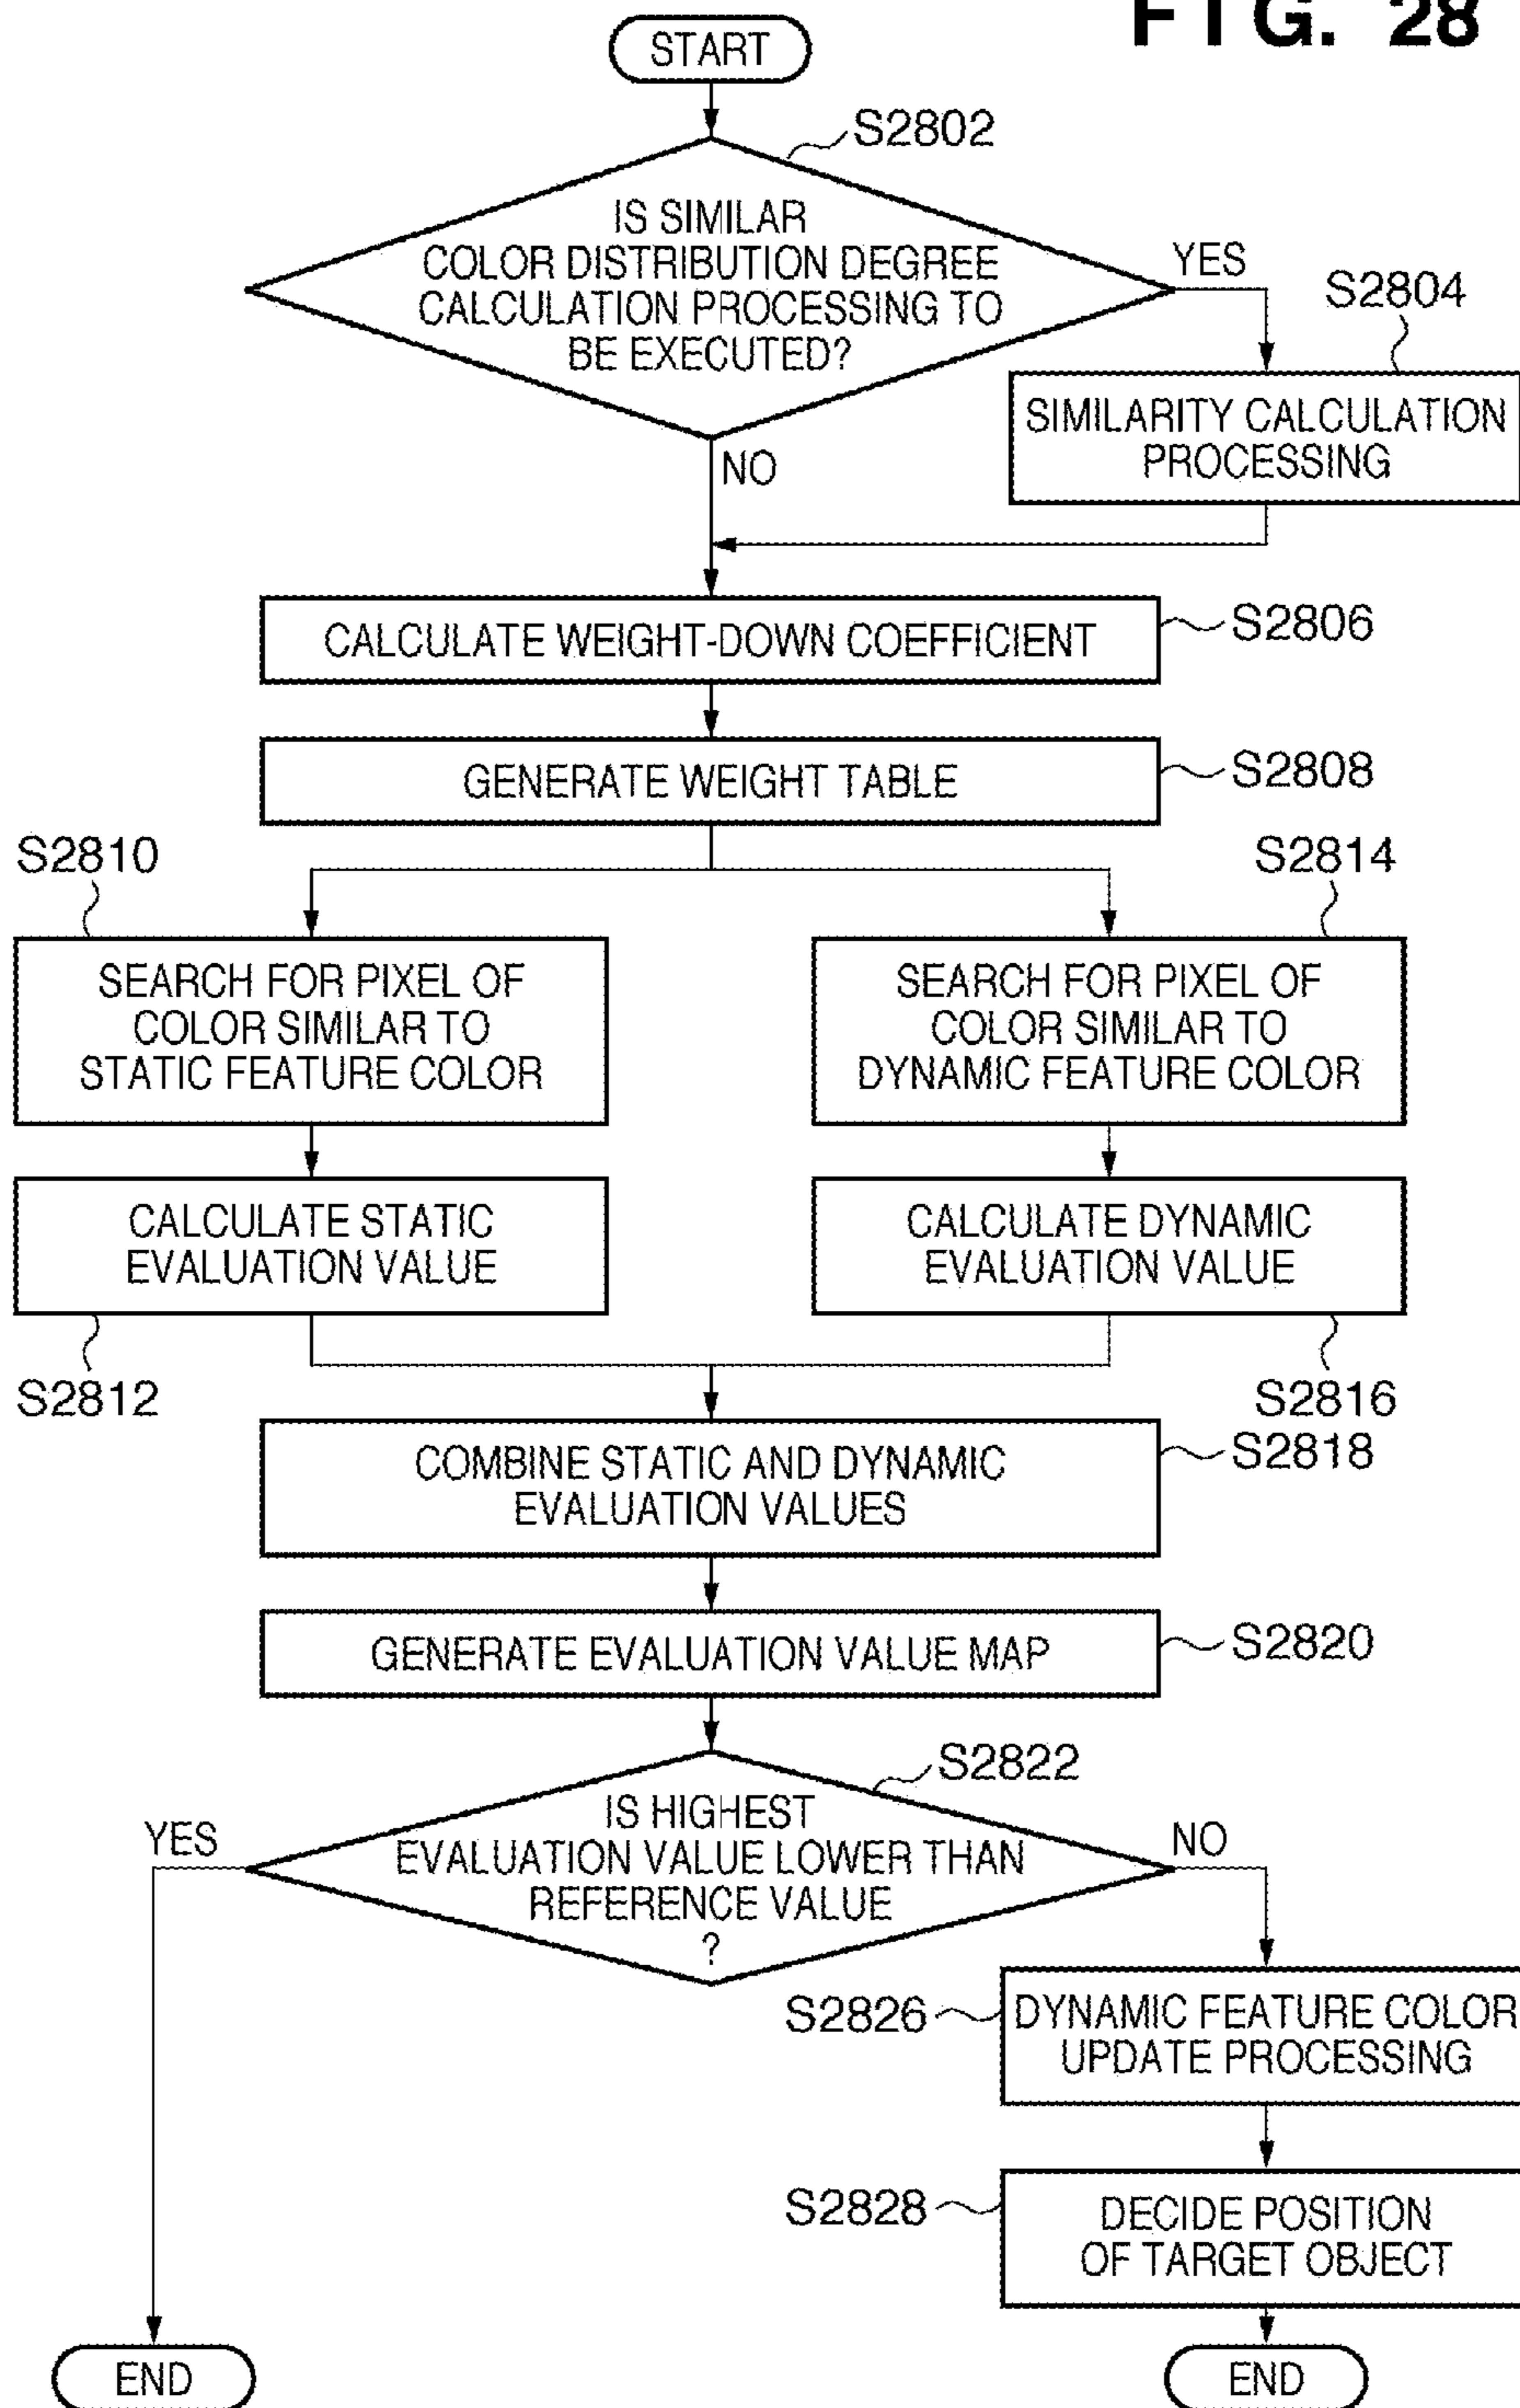 FIG. 28
START
S2802
IS SIMILAR
COLOR DISTRIBUTION DEGREE
CALCULATION PROCESSING TO
BE EXECUTED?
YES
S2804
SIMILARITY CALCULATION
PROCESSING
NO
CALCULATE WEIGHT-DOWN COEFFICIENT
S2806
GENERATE WEIGHT TABLE
S2808
S2810
SEARCH FOR PIXEL OF
COLOR SIMILAR TO
STATIC FEATURE COLOR
S2814
SEARCH FOR PIXEL OF
COLOR SIMILAR TO
DYNAMIC FEATURE COLOR
CALCULATE STATIC
EVALUATION VALUE
S2812
CALCULATE DYNAMIC
EVALUATION VALUE
S2816
COMBINE STATIC AND DYNAMIC
EVALUATION VALUES
S2818
GENERATE EVALUATION VALUE MAP
S2820
S2822
IS HIGHEST
EVALUATION VALUE LOWER THAN
REFERENCE VALUE
?
YES
NO
S2826
DYNAMIC FEATURE COLOR
UPDATE PROCESSING
S2828
DECIDE POSITION
OF TARGET OBJECT
END
END